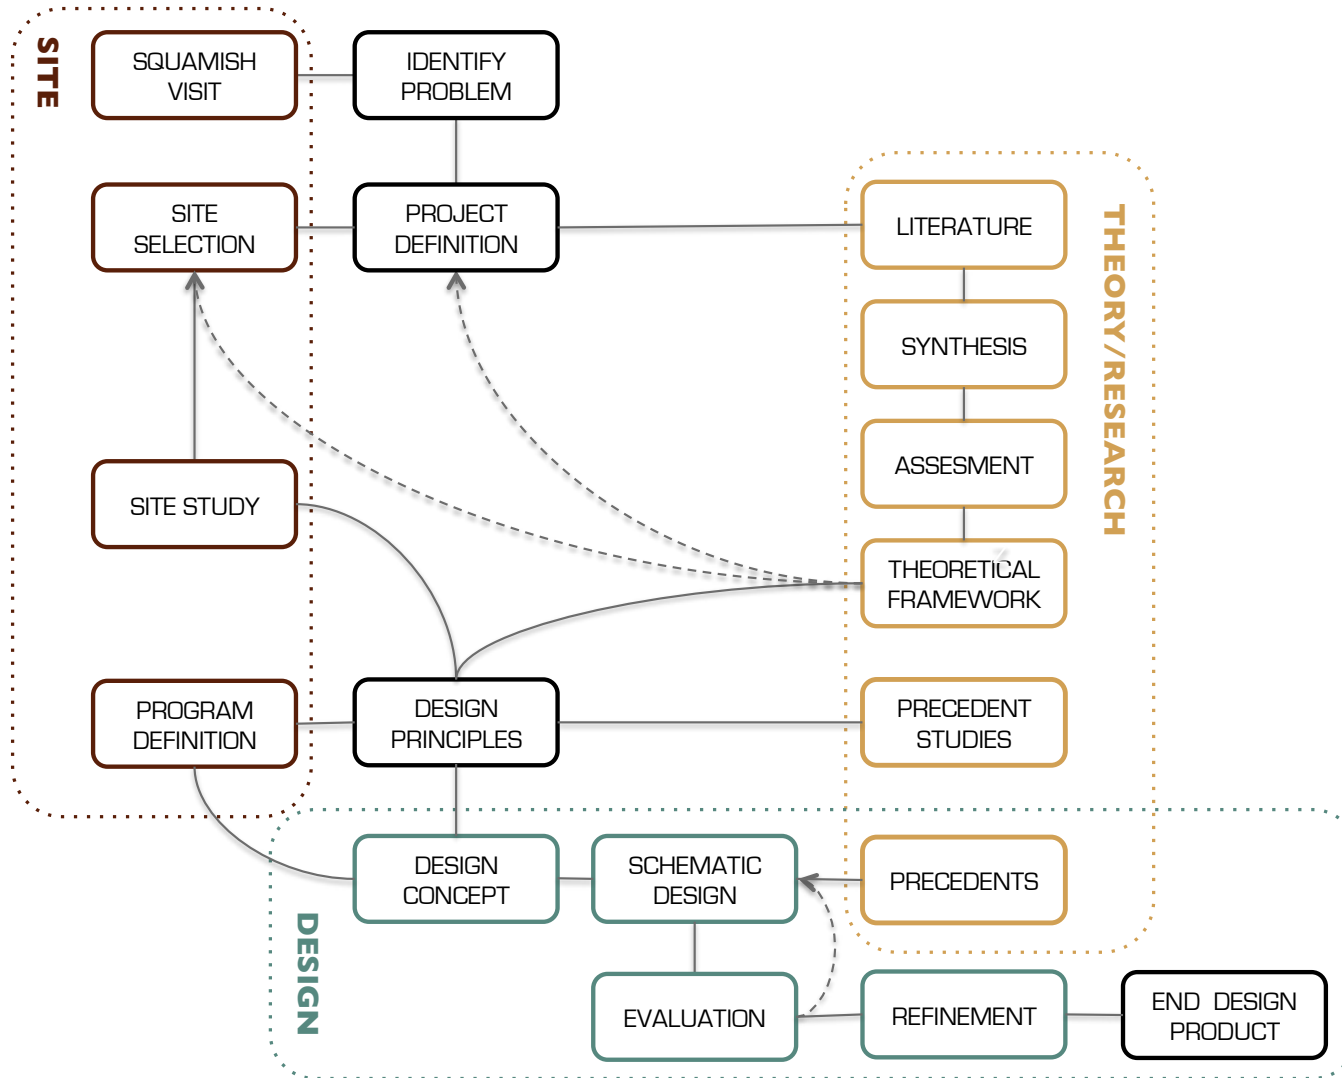 SITE
SQUAMISH
VISIT
IDENTIFY
PROBLEM
SITE
SELECTION
PROJECT
DEFINITION
LITERATURE
THEORY/RESEARCH
SYNTHESIS
ASSESMENT
SITE STUDY
THEORETICAL
FRAMEWORK
PROGRAM
DEFINITION
DESIGN
PRINCIPLES
PRECEDENT
STUDIES
DESIGN
CONCEPT
SCHEMATIC
DESIGN
PRECEDENTS
DESIGN
EVALUATION
REFINEMENT
END DESIGN
PRODUCT